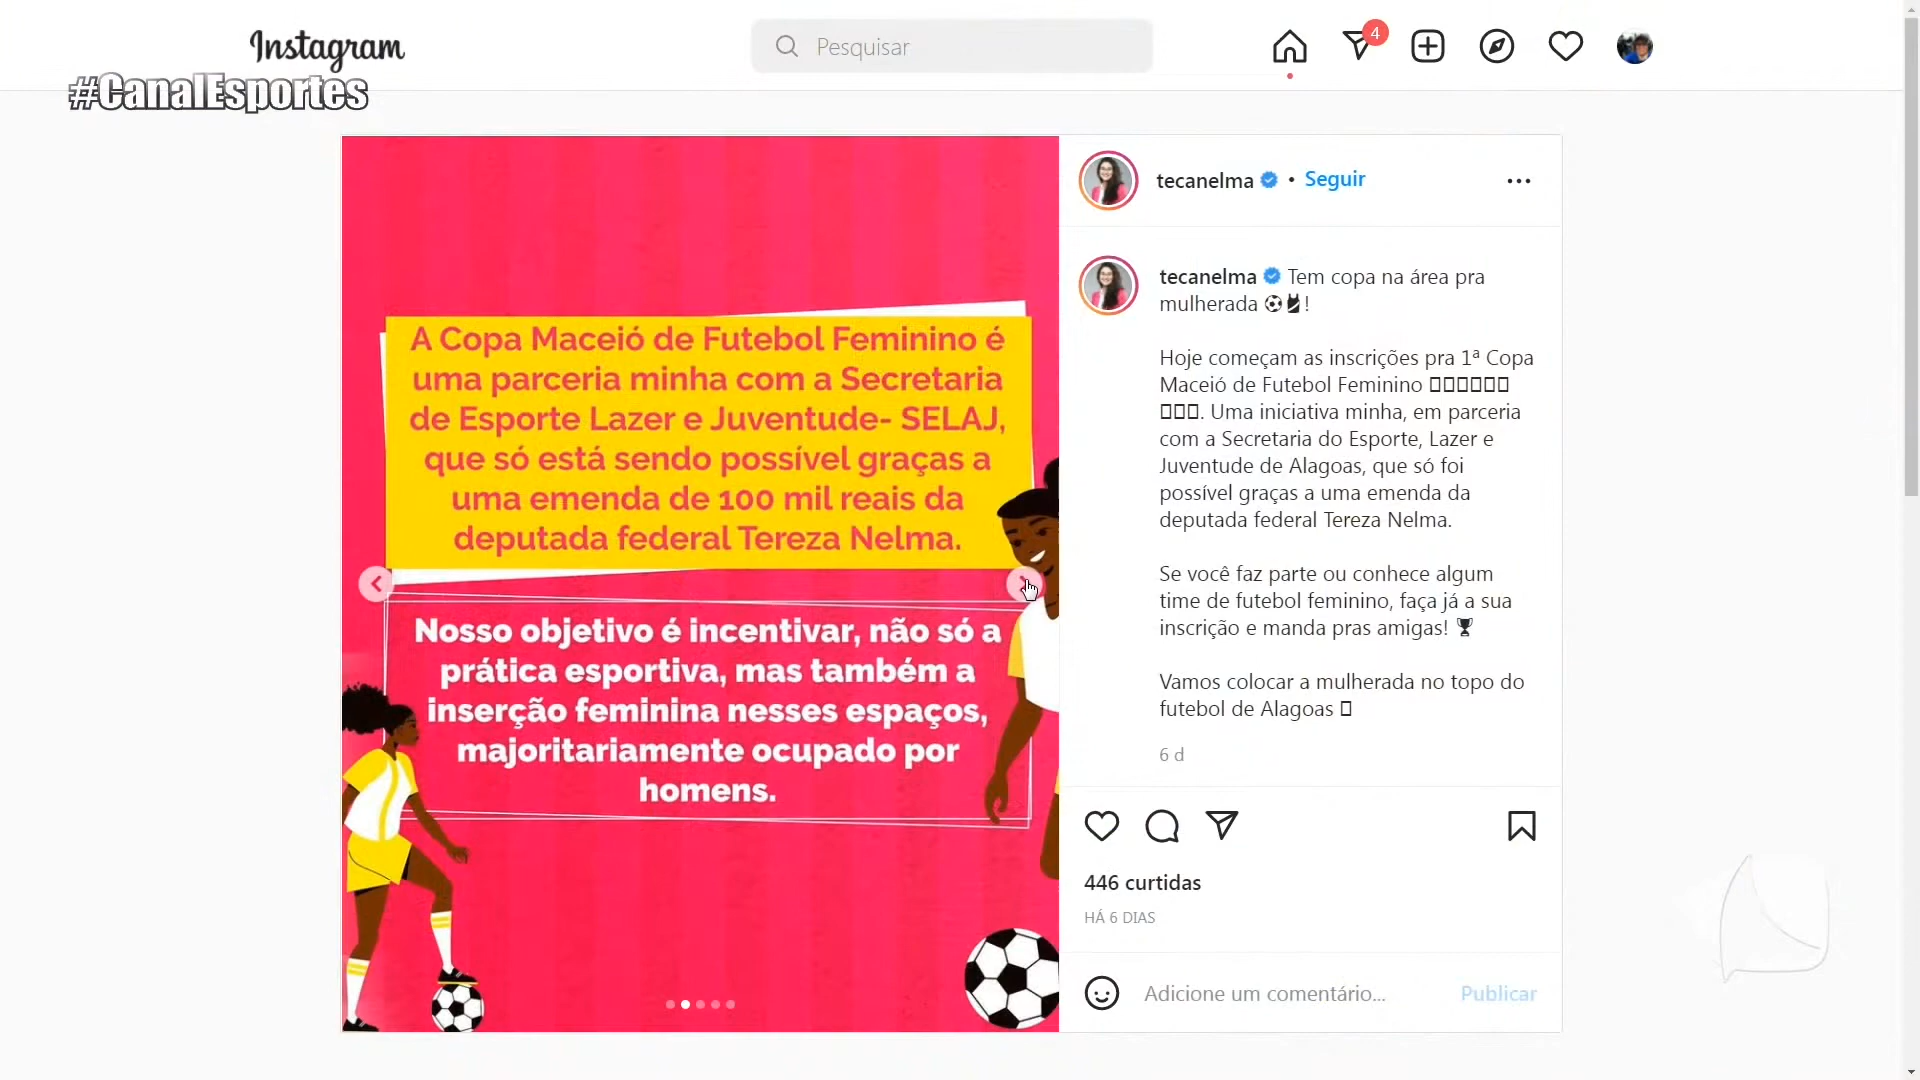 Instagram
Pesquisar
4
#CanalEsportes
A Copa Maceió de Futebol Feminino é
uma parceria minha com a Secretaria
de Esporte Lazer e Juventude- SELAJ,
que só está sendo possível graças a
uma emenda de 100 mil reais da
deputada federal Tereza Nelma.
Nosso objetivo é incentivar, não só a
prática esportiva, mas também a
inserção feminina nesses espaços,
majoritariamente ocupado por
homens.
tecanelma • Seguir
tecanelma Tem copa na área pra
mulherada ⚽!
Hoje começam as inscrições pra 1ª Copa
Maceió de Futebol Feminino
. Uma iniciativa minha, em parceria
com a Secretaria do Esporte, Lazer e
Juventude de Alagoas, que só foi
possível graças a uma emenda da
deputada federal Tereza Nelma.
Se você faz parte ou conhece algum
time de futebol feminino, faça já a sua
inscrição e manda pras amigas! 🏆
Vamos colocar a mulherada no topo do
futebol de Alagoas
6 d
446 curtidas
HÁ 6 DIAS
Adicione um comentário...
Publicar